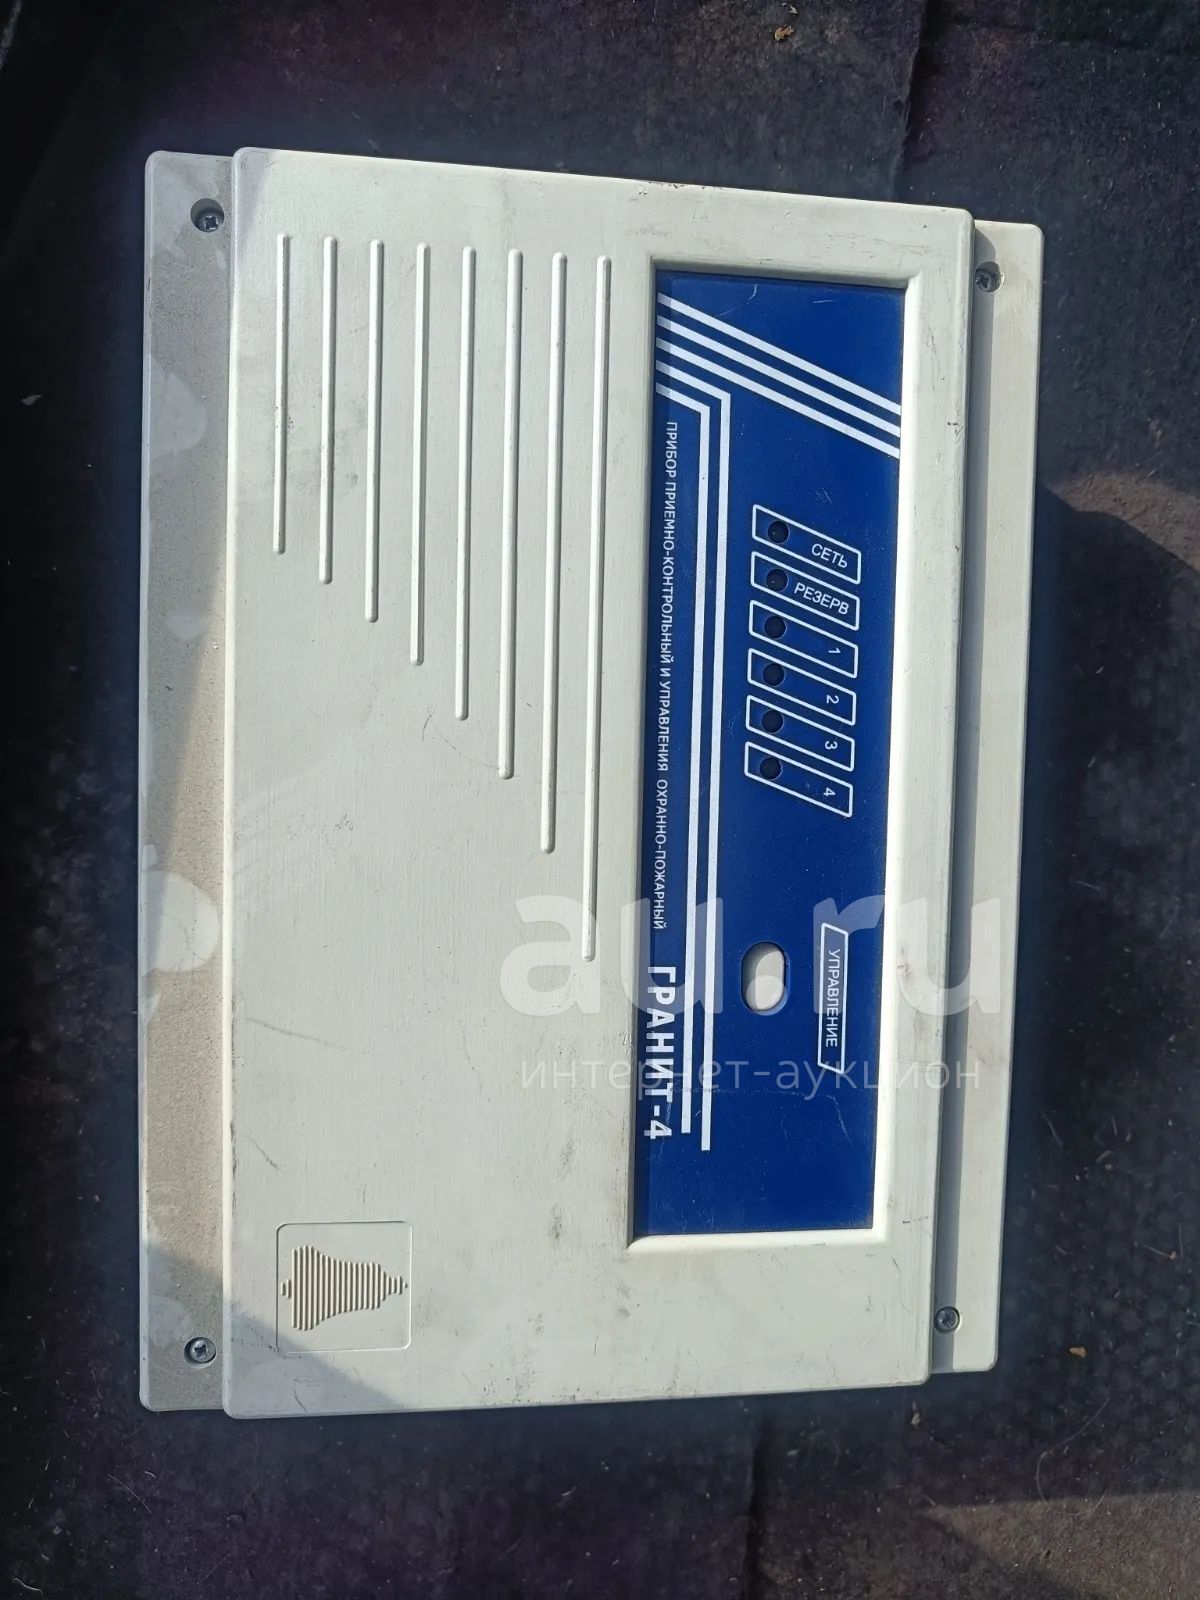 СЕТЬ
РЕЗЕРВ
1
2
3
4
УПРАВЛЕНИЕ
ПРИБОР ПРИЕМНО-КОНТРОЛЬНЫЙ И УПРАВЛЕНИЯ ОХРАННО-ПОЖАРНЫЙ
ГРАНИТ-4
au.ru
интернет-аукцион